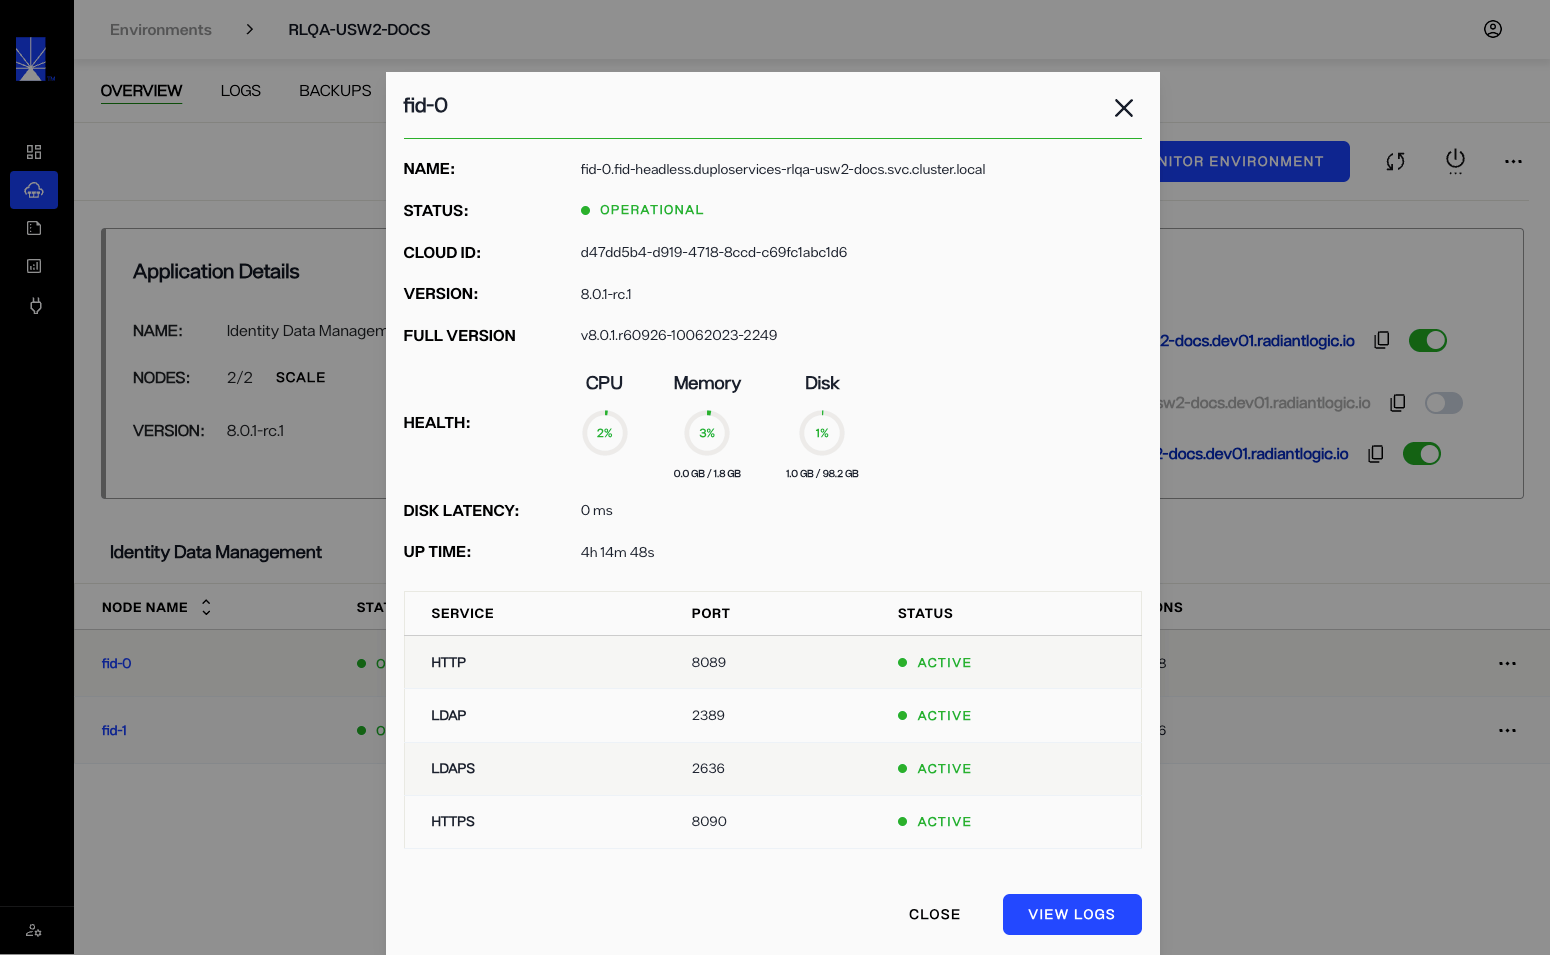 Environments > RLQA-USW2-DOCS
OVERVIEW LOGS BACKUPS
NITOR ENVIRONMENT
Application Details
NAME: Identity Data Managem
NODES: 2/2 SCALE
VERSION: 8.0.1-rc.1
2-docs.dev01.radiantlogic.io
sw2-docs.dev01.radiantlogic.io
2-docs.dev01.radiantlogic.io
Identity Data Management
NODE NAME STAT ONS
fid-0 O 8
fid-1 O 6
fid-0
NAME: fid-0.fid-headless.duploservices-rlqa-usw2-docs.svc.cluster.local
STATUS: OPERATIONAL
CLOUD ID: d47dd5b4-d919-4718-8ccd-c69fc1abc1d6
VERSION: 8.0.1-rc.1
FULL VERSION v8.0.1.r60926-10062023-2249
CPU Memory Disk
HEALTH: 2% 3% 1%
0.0 GB / 1.8 GB 1.0 GB / 98.2 GB
DISK LATENCY: 0 ms
UP TIME: 4h 14m 48s
SERVICE PORT STATUS
HTTP 8089 ACTIVE
LDAP 2389 ACTIVE
LDAPS 2636 ACTIVE
HTTPS 8090 ACTIVE
CLOSE VIEW LOGS